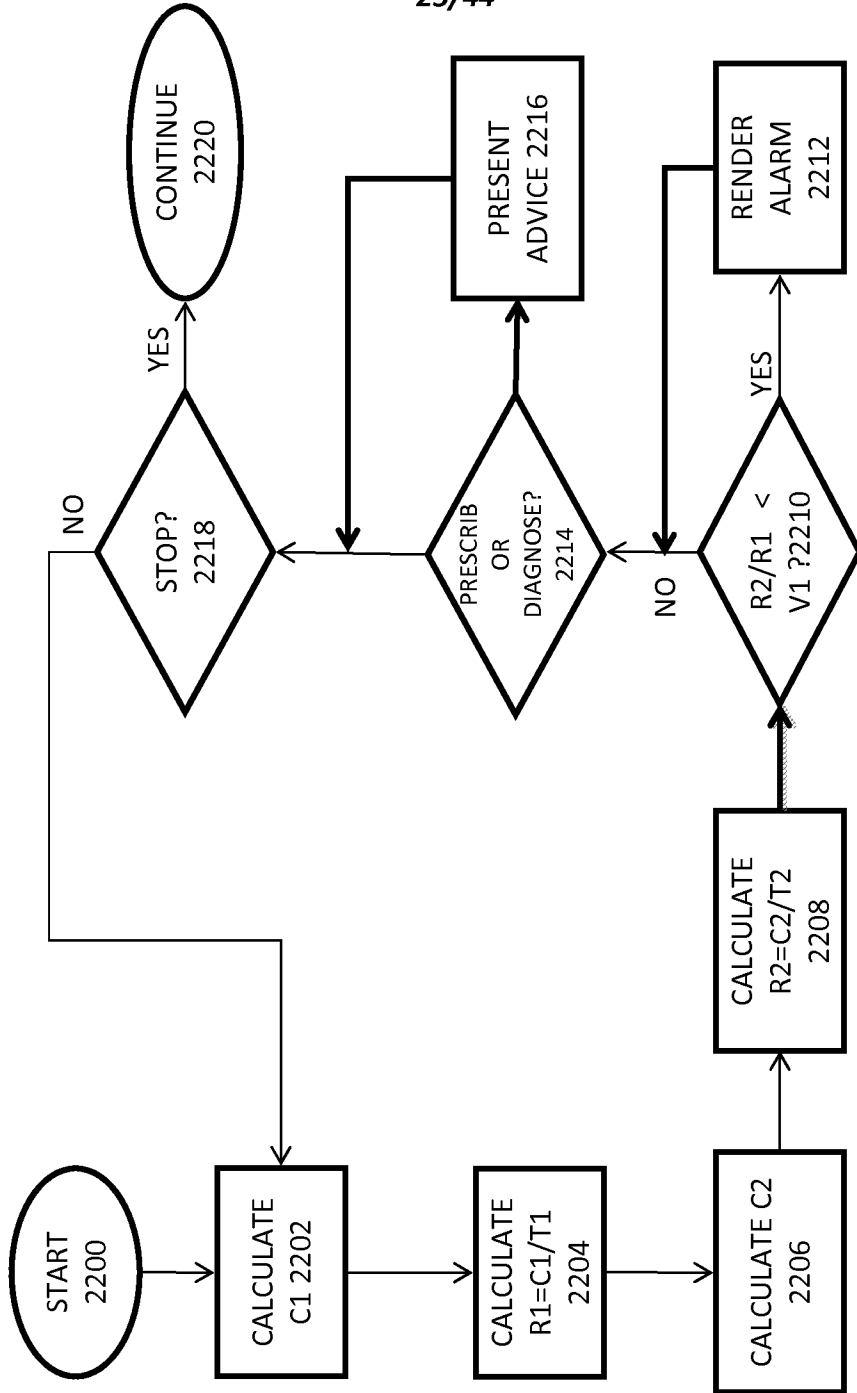 25/44
START
2200
CALCULATE
C1 2202
CALCULATE
R1=C1/T1
2204
CALCULATE C2
2206
CALCULATE
R2=C2/T2
2208
R2/R1 <
V1 ?2210
YES
RENDER
ALARM
2212
NO
PRESCRIB
OR
DIAGNOSE?
2214
PRESENT
ADVICE 2216
STOP?
2218
YES
CONTINUE
2220
NO